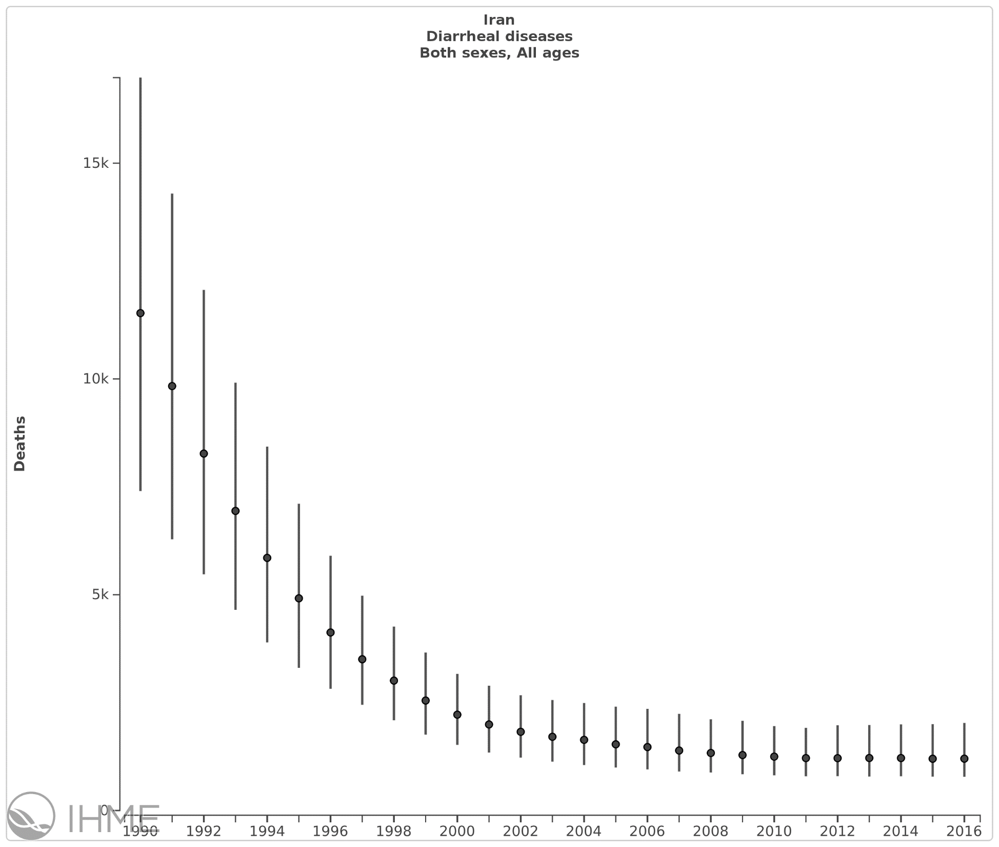 Iran
Diarrheal diseases
Both sexes, All ages
15k
10k
Deaths
5k
0
IHME
1990 1992 1994 1996 1998 2000 2002 2004 2006 2008 2010 2012 2014 2016